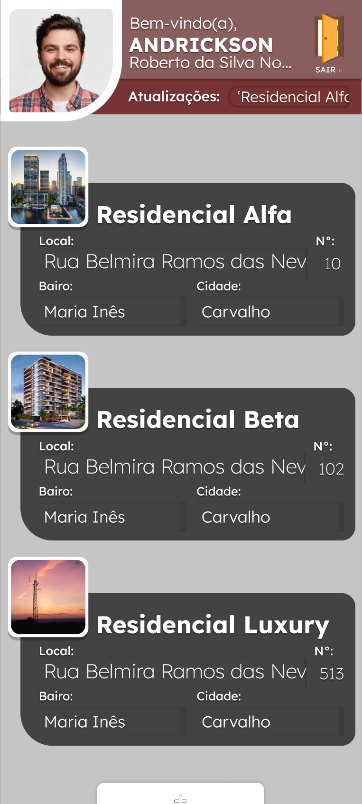 Bem-vindo(a),
ANDRICKSON
Roberto da Silva No...
SAIR
Atualizações: 'Residencial Alfa
Residencial Alfa
Local: N°:
Rua Belmira Ramos das Nev 10
Bairo: Cidade:
Maria Inês Carvalho
Residencial Beta
Local: N°:
Rua Belmira Ramos das Nev 102
Bairo: Cidade:
Maria Inês Carvalho
Residencial Luxury
Local: N°:
Rua Belmira Ramos das Nev 513
Bairo: Cidade:
Maria Inês Carvalho